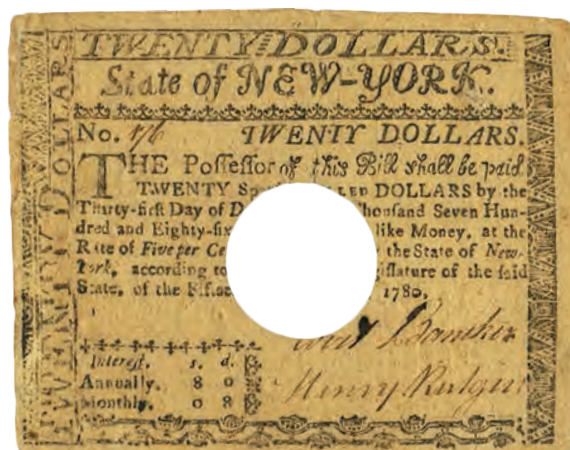 TWENTY DOLLARS.
State of NEW-YORK.
No. 476 TWENTY DOLLARS.
THE Poſſeſſor of this Bill shall be paid
TWENTY LED DOLLARS by the
Thirty-firſt Day of D houſand Seven Hun-
dred and Eighty-ſix like Money, at the
Rate of Five per Ce the State of New-
York, according to giſlature of the ſaid
State, of the 1780.
Intereſt. s. d.
Annually. 8 0
Monthly. 0 8
Henry Rutgers
TWENTY DOLLARS